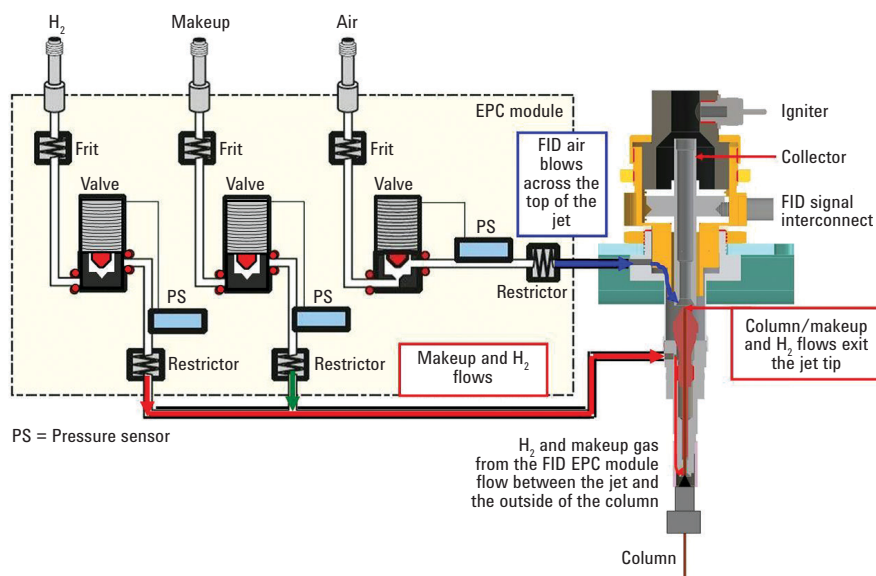 H₂
Makeup
Air
EPC module
Frit
Frit
Frit
Valve
Valve
Valve
PS
PS
PS
Restrictor
Restrictor
Restrictor
FID air
blows
across the
top of the
jet
Igniter
Collector
FID signal
interconnect
Makeup and H₂
flows
Column/makeup
and H₂ flows exit
the jet tip
PS = Pressure sensor
H₂ and makeup gas
from the FID EPC module
flow between the jet and
the outside of the column
Column